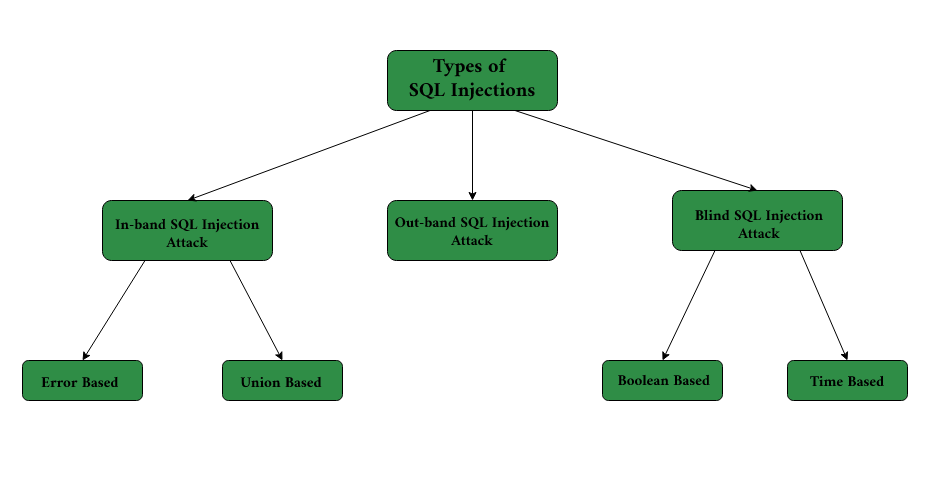 Types of
SQL Injections
In-band SQL Injection
Attack
Out-band SQL Injection
Attack
Blind SQL Injection
Attack
Error Based
Union Based
Boolean Based
Time Based